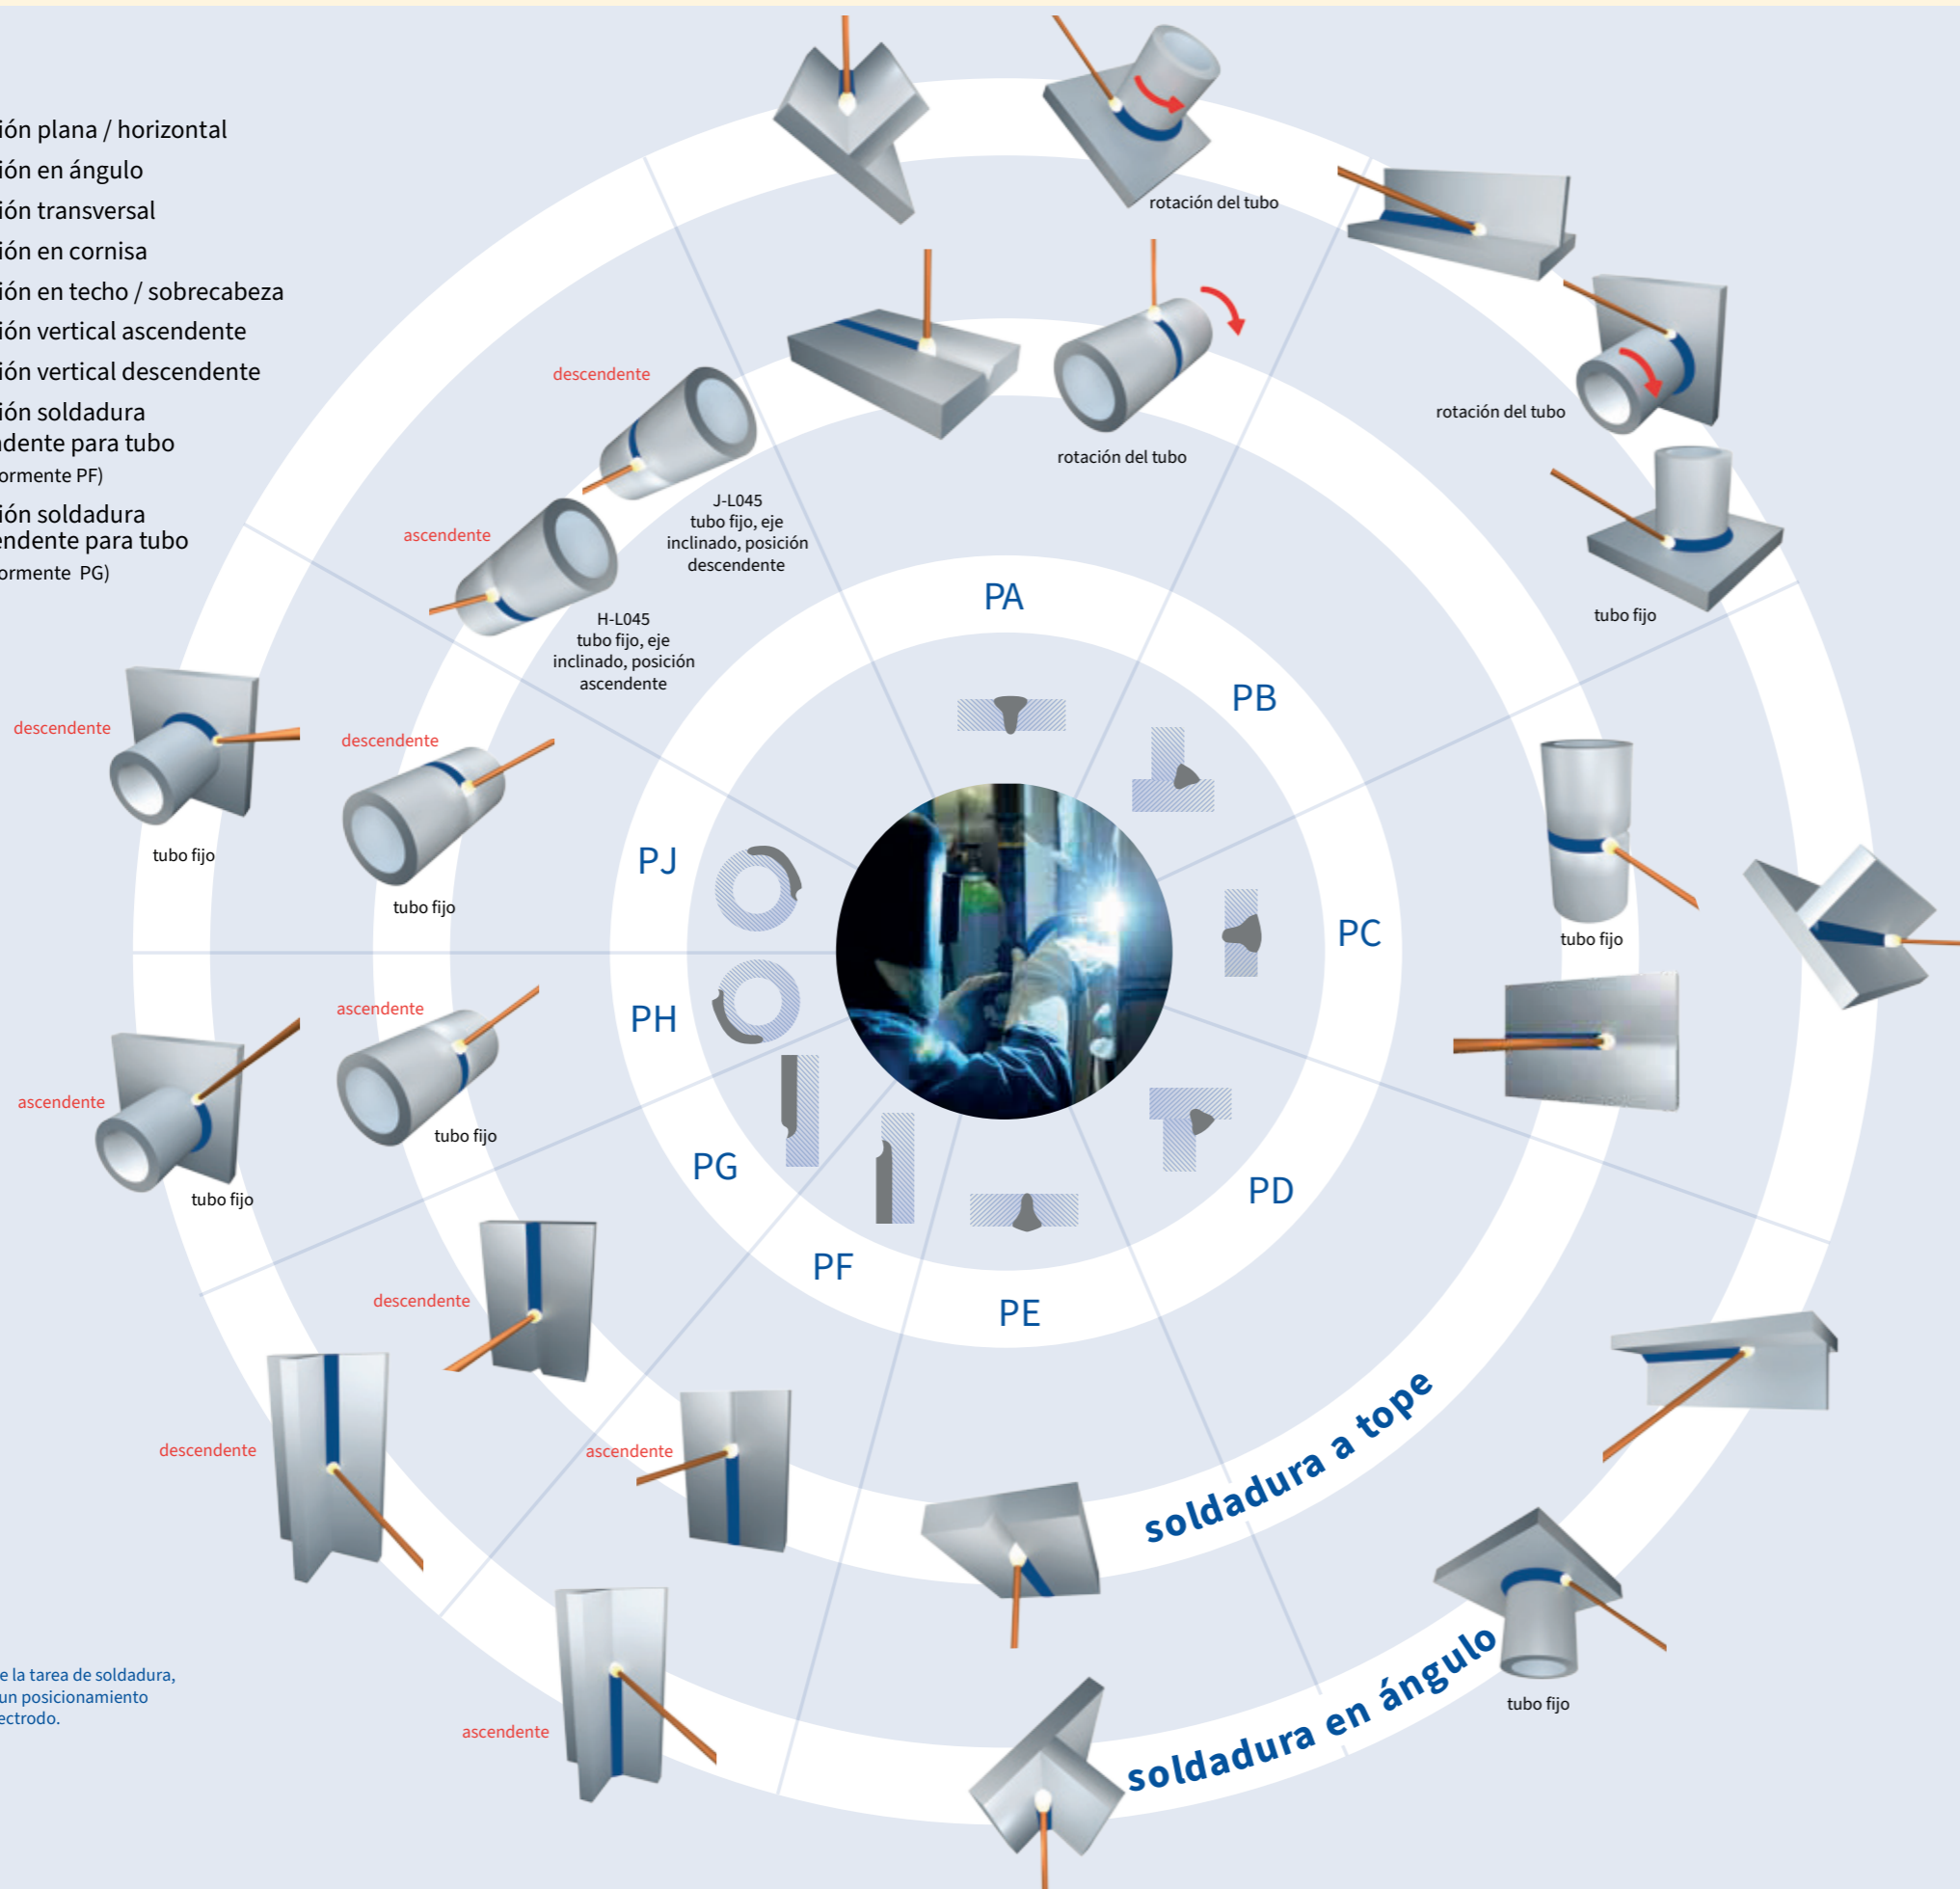 ión plana / horizontal
ión en ángulo
ión transversal
ión en cornisa
ión en techo / sobrecabeza
ión vertical ascendente
ión vertical descendente
ión soldadura
ndente para tubo
ormente PF)
ión soldadura
endente para tubo
ormente PG)
rotación del tubo
rotación del tubo
rotación del tubo
tubo fijo
descendente
J-L045
tubo fijo, eje
inclinado, posición
descendente
ascendente
H-L045
tubo fijo, eje
inclinado, posición
ascendente
PA
PB
PC
PD
PE
PF
PG
PH
PJ
descendente
tubo fijo
descendente
tubo fijo
tubo fijo
ascendente
tubo fijo
ascendente
tubo fijo
descendente
descendente
ascendente
ascendente
soldadura a tope
soldadura en ángulo
tubo fijo
e la tarea de soldadura,
un posicionamiento
ectrodo.